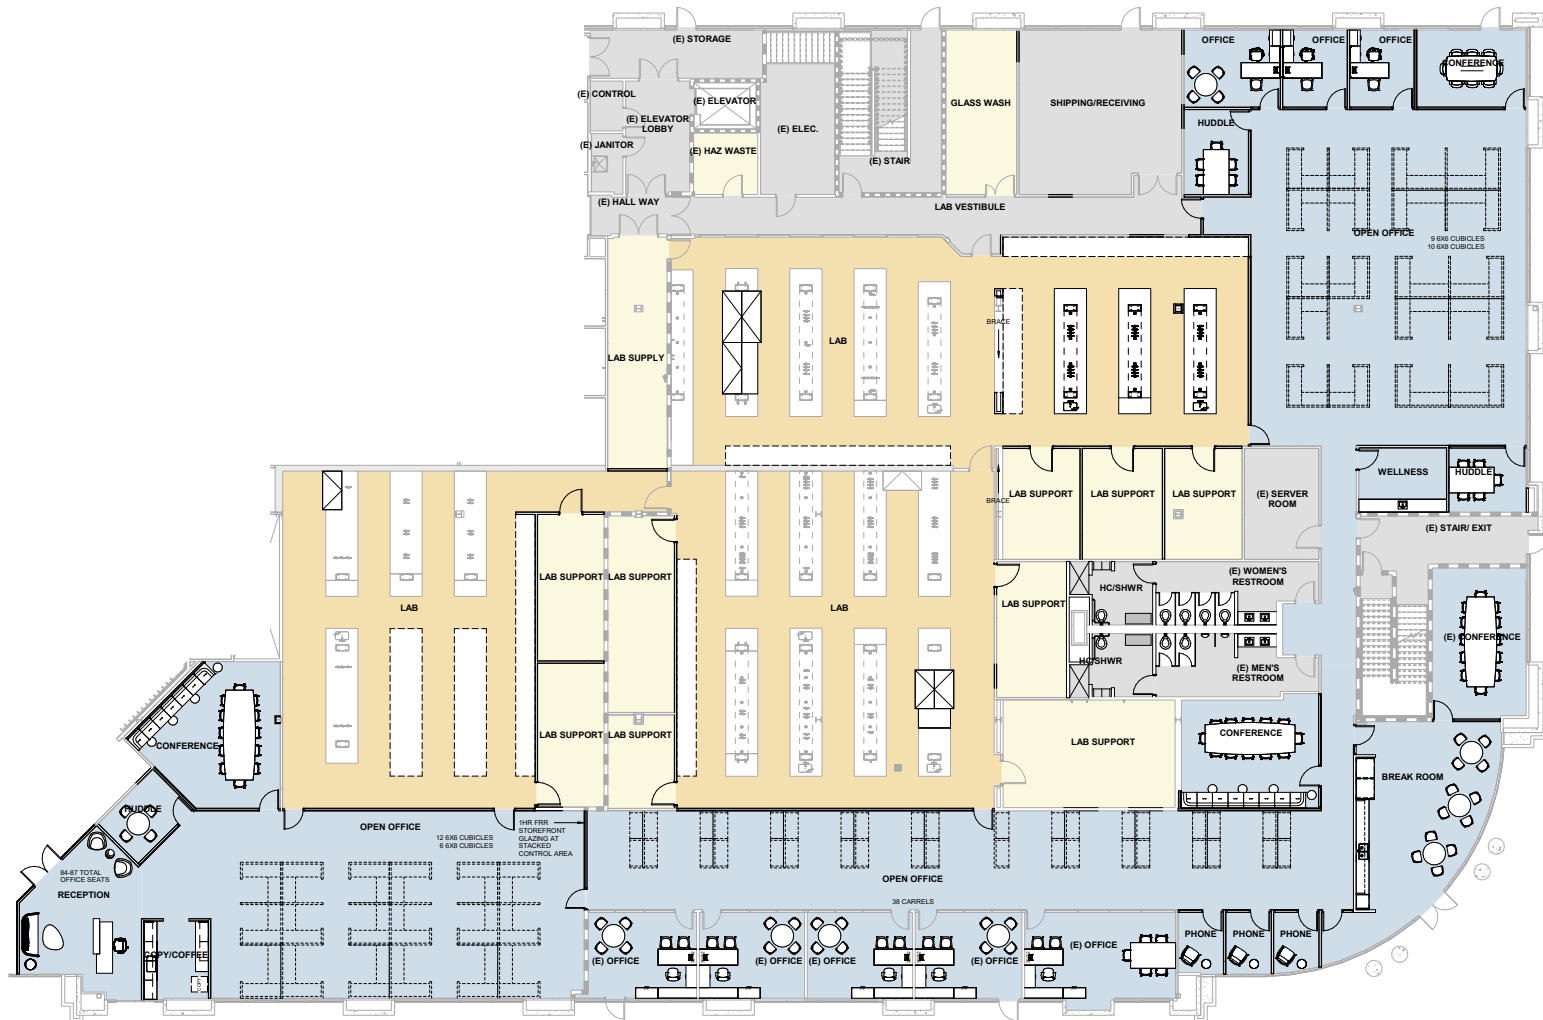 (E) STORAGE
OFFICE
OFFICE
OFFICE
CONFERENCE
(E) CONTROL
(E) ELEVATOR
GLASS WASH
SHIPPING/RECEIVING
(E) ELEVATOR
LOBBY
(E) ELEC.
HUDDLE
(E) JANITOR
(E) HAZ WASTE
(E) STAIR
(E) HALL WAY
LAB VESTIBULE
OPEN OFFICE
9 6X6 CUBICLES
10 6X8 CUBICLES
BRACE
LAB
LAB SUPPLY
WELLNESS
HUDDLE
LAB SUPPORT
LAB SUPPORT
LAB SUPPORT
(E) SERVER
ROOM
BRACE
(E) STAIR/ EXIT
LAB SUPPORT
LAB SUPPORT
(E) WOMEN'S
RESTROOM
HC/SHWR
LAB SUPPORT
LAB
LAB
(E) CONFERENCE
HC/SHWR
(E) MEN'S
RESTROOM
LAB SUPPORT
LAB SUPPORT
LAB SUPPORT
CONFERENCE
CONFERENCE
BREAK ROOM
HUDDLE
OPEN OFFICE
12 6X6 CUBICLES
6 6X8 CUBICLES
1HR FRR
STOREFRONT
GLAZING AT
STACKED
CONTROL AREA
84-87 TOTAL
OFFICE SEATS
RECEPTION
OPEN OFFICE
38 CARRELS
PHONE
PHONE
PHONE
(E) OFFICE
COPY/COFFEE
(E) OFFICE
(E) OFFICE
(E) OFFICE
(E) OFFICE
COPY